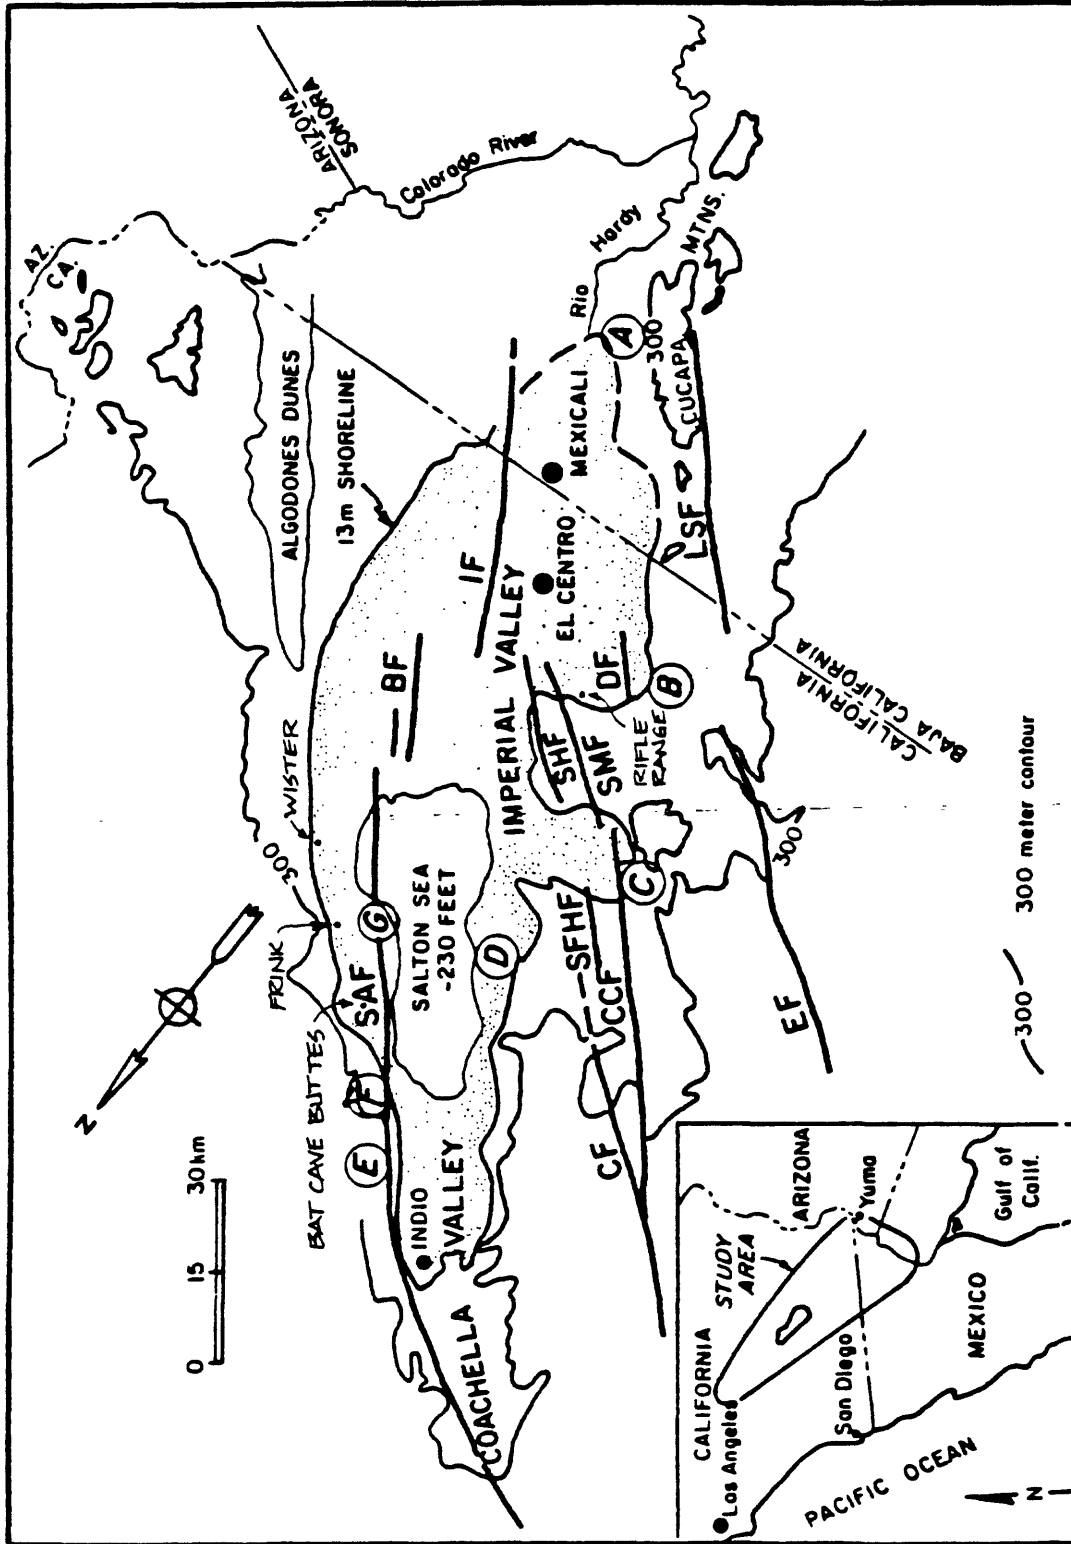 AZ.
CA.
ARIZONA
SONORA
Colorado River
Rio
Hardy
MTNS.
CUCAPA
300
A
ALGODONES DUNES
13m SHORELINE
MEXICALI
EL CENTRO
IF
LSF
IMPERIAL VALLEY
BF
DF
B
SHF
SMF
RIFLE
RANGE
CALIFORNIA
BAJA CALIFORNIA
WISTER
300
300
C
FRINK
G
SALTON SEA
-230 FEET
D
SFHF
CCF
EF
SAF
BAT CAVE BUTTES
F
E
CF
INDIO
VALLEY
COACHELLA
N
0 15 30km
300 300 meter contour
CALIFORNIA
Los Angeles
STUDY
AREA
ARIZONA
Yuma
San Diego
MEXICO
Gulf of
Calif.
PACIFIC OCEAN
N